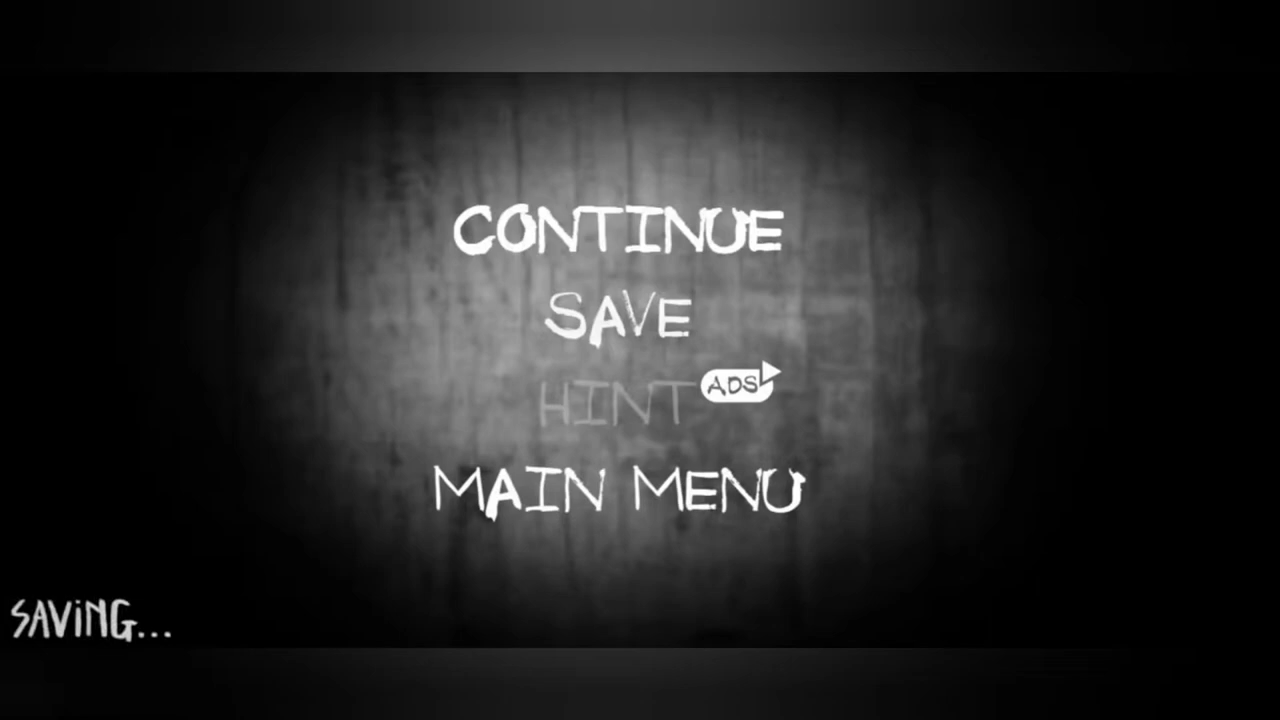 CONTINUE
SAVE
HINT ADS
MAIN MENU
SAViNG...